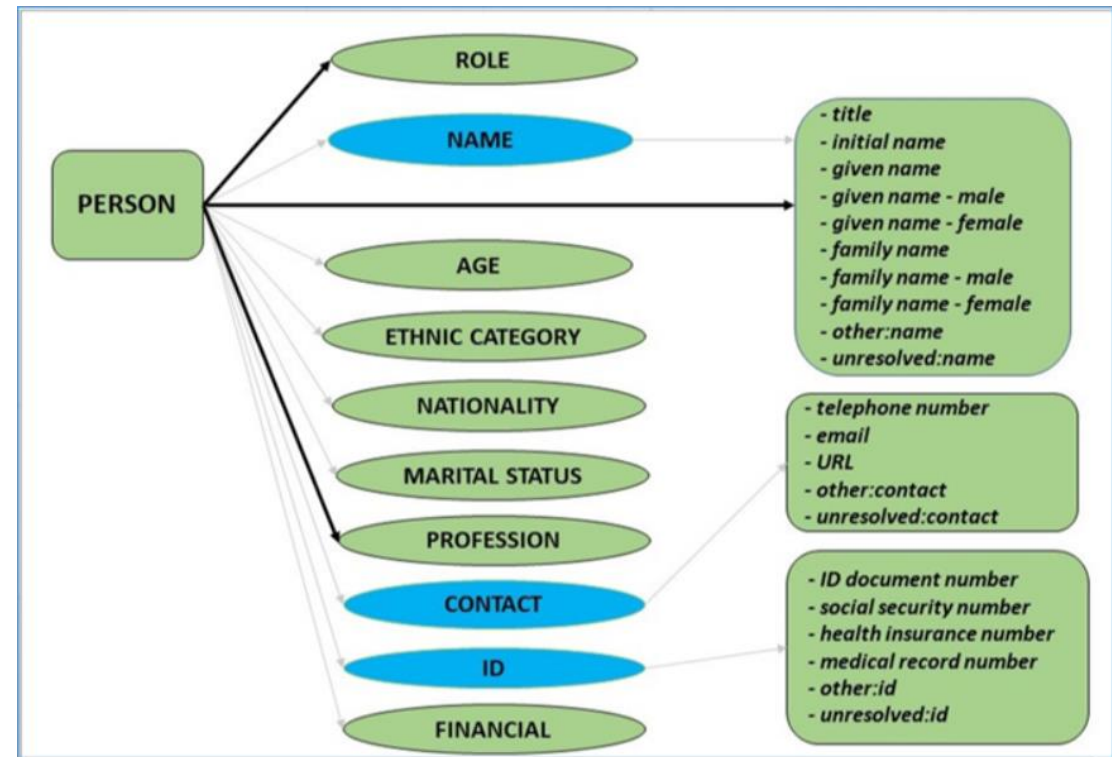 PERSON
ROLE
NAME
AGE
ETHNIC CATEGORY
NATIONALITY
MARITAL STATUS
PROFESSION
CONTACT
ID
FINANCIAL
- title
- initial name
- given name
- given name - male
- given name - female
- family name
- family name - male
- family name - female
- other:name
- unresolved:name
- telephone number
- email
- URL
- other:contact
- unresolved:contact
- ID document number
- social security number
- health insurance number
- medical record number
- other:id
- unresolved:id